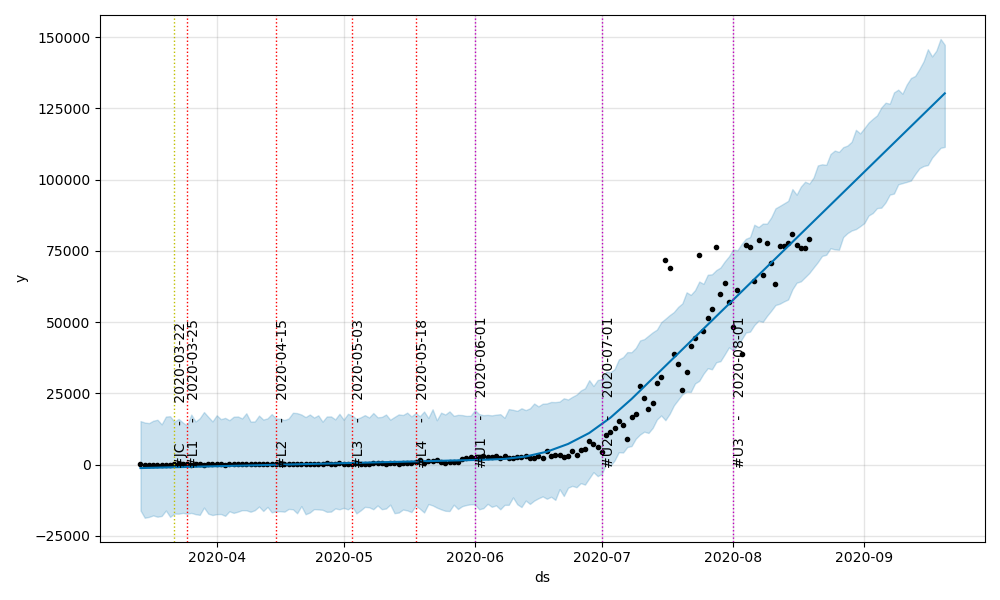 150000
125000
100000
75000
50000
25000
0
−25000
y
#JC - 2020-03-22
#L1 - 2020-03-25
#L2 - 2020-04-15
#L3 - 2020-05-03
#L4 - 2020-05-18
#U1 - 2020-06-01
#U2 - 2020-07-01
#U3 - 2020-08-01
2020-04
2020-05
2020-06
2020-07
2020-08
2020-09
ds